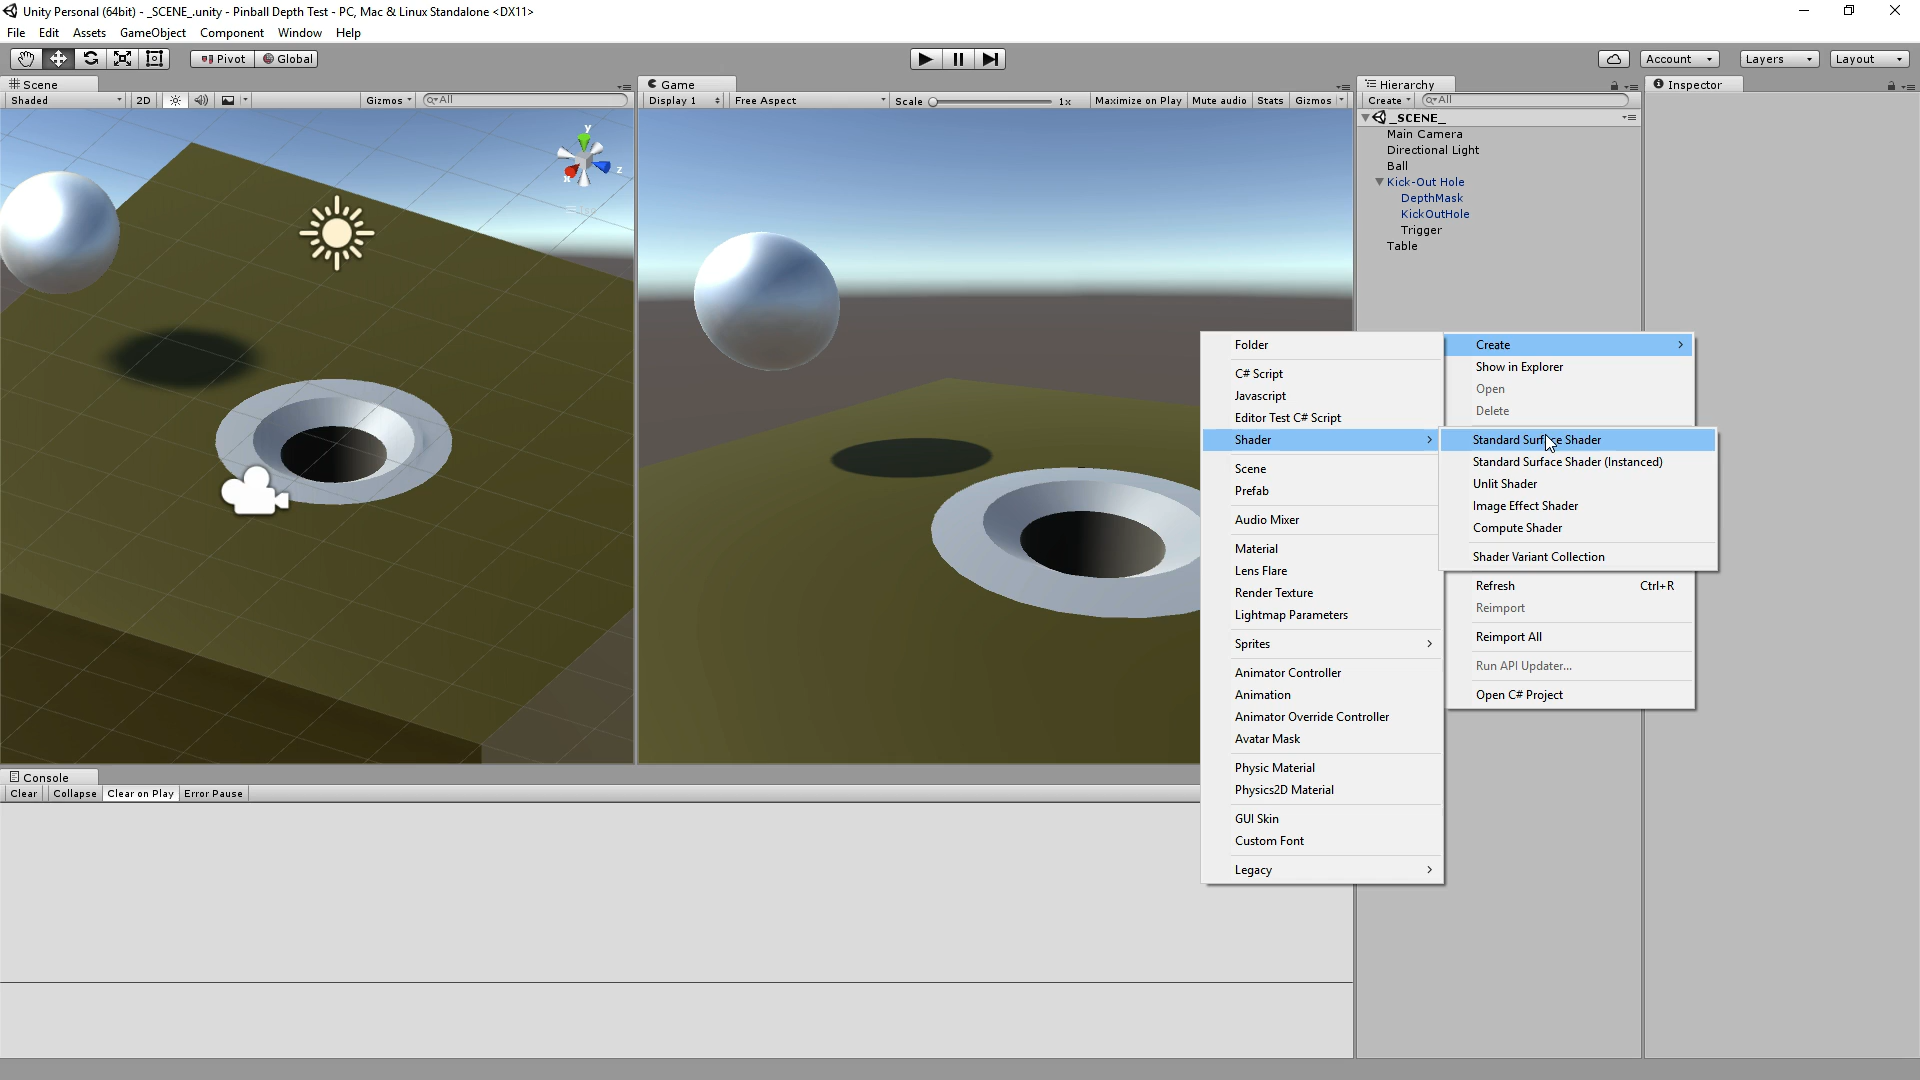 Unity Personal (64bit) - _SCENE_.unity - Pinball Depth Test - PC, Mac & Linux Standalone <DX11>
File Edit Assets GameObject Component Window Help
Pivot Global Account Layers Layout
Scene
Shaded 2D Gizmos All
Game
Display 1 Free Aspect Scale 1x Maximize on Play Mute audio Stats Gizmos
Hierarchy
Create All
_SCENE_
Main Camera
Directional Light
Ball
Kick-Out Hole
DepthMask
KickOutHole
Trigger
Table
Inspector
y
x
z
Create
Show in Explorer
Open
Delete
Refresh Ctrl+R
Reimport
Reimport All
Run API Updater...
Open C# Project
Folder
C# Script
Javascript
Editor Test C# Script
Shader
Scene
Prefab
Audio Mixer
Material
Lens Flare
Render Texture
Lightmap Parameters
Sprites
Animator Controller
Animation
Animator Override Controller
Avatar Mask
Physic Material
Physics2D Material
GUI Skin
Custom Font
Legacy
Standard Surface Shader
Standard Surface Shader (Instanced)
Unlit Shader
Image Effect Shader
Compute Shader
Shader Variant Collection
Console
Clear Collapse Clear on Play Error Pause